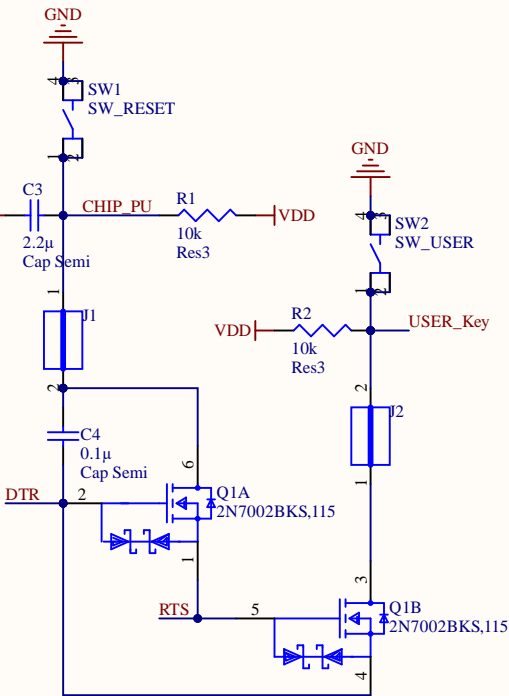 GND
4
3
SW1
SW_RESET
1
2
GND
C3
CHIP_PU
R1
VDD
2.2µ
Cap Semi
10k
Res3
4
3
SW2
SW_USER
1
2
1
J1
2
VDD
R2
10k
Res3
USER_Key
2
J2
1
C4
0.1µ
Cap Semi
6
DTR
2
Q1A
2N7002BKS,115
1
RTS
5
3
Q1B
2N7002BKS,115
4